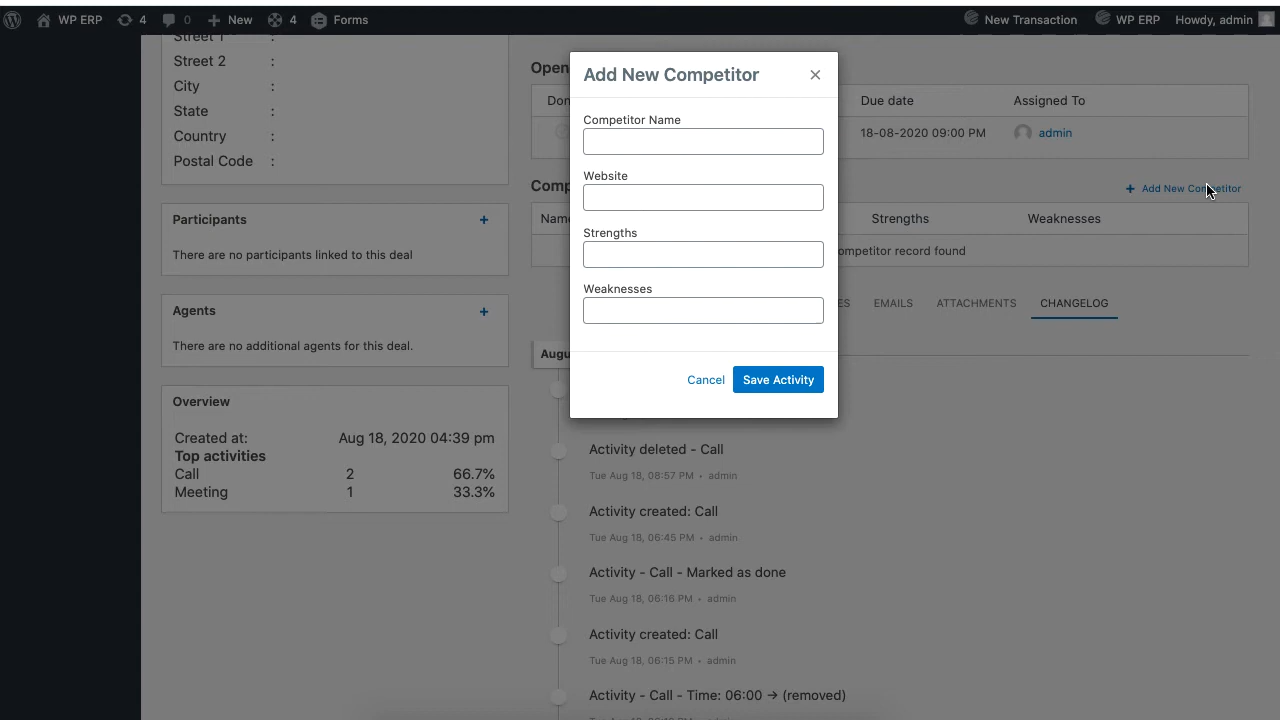 WP ERP 4 0 New 4 Forms New Transaction WP ERP Howdy, admin
Street 1 :
Street 2 :
City :
State :
Country :
Postal Code :
Participants +
There are no participants linked to this deal
Agents +
There are no additional agents for this deal.
Overview
Created at: Aug 18, 2020 04:39 pm
Top activities
Call 2 66.7%
Meeting 1 33.3%
Open
Don Due date Assigned To
18-08-2020 09:00 PM admin
Add New Competitor ×
Competitor Name
Website
Strengths
Weaknesses
Cancel Save Activity
Comp + Add New Competitor
Name Strengths Weaknesses
ompetitor record found
ES EMAILS ATTACHMENTS CHANGELOG
Augu
Activity deleted - Call
Tue Aug 18, 08:57 PM • admin
Activity created: Call
Tue Aug 18, 06:45 PM • admin
Activity - Call - Marked as done
Tue Aug 18, 06:16 PM • admin
Activity created: Call
Tue Aug 18, 06:15 PM • admin
Activity - Call - Time: 06:00 → (removed)